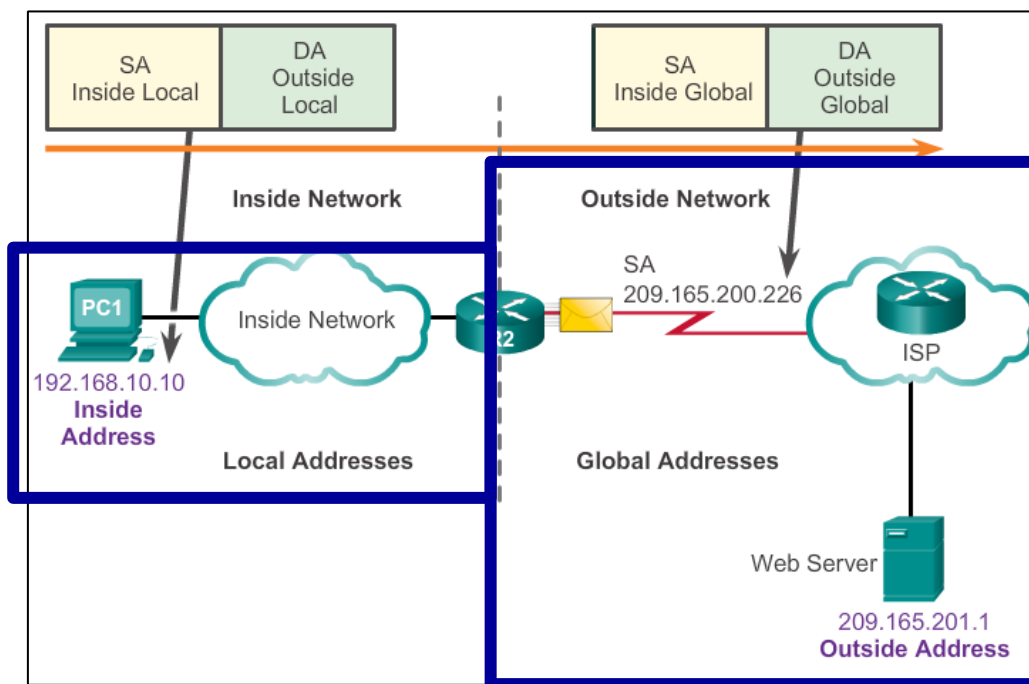 SA
Inside Local
DA
Outside
Local
SA
Inside Global
DA
Outside
Global
Inside Network
Outside Network
SA
209.165.200.226
PC1
Inside Network
R2
ISP
192.168.10.10
Inside
Address
Local Addresses
Global Addresses
Web Server
209.165.201.1
Outside Address